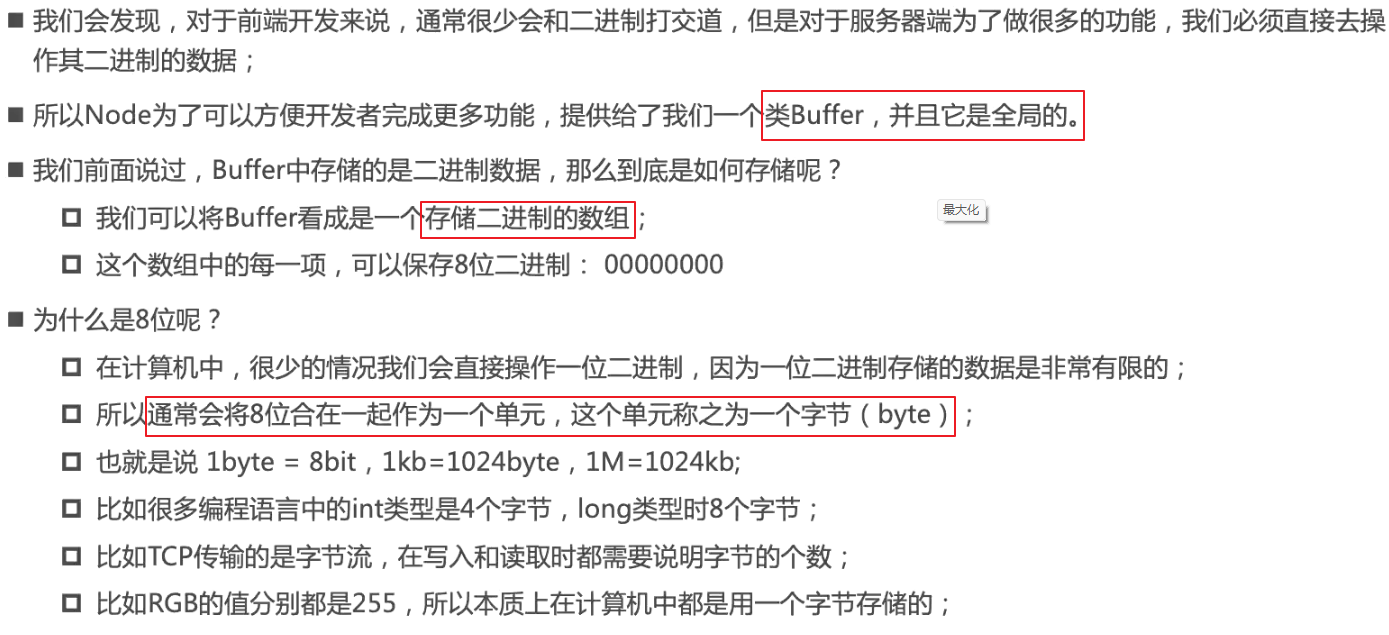 我们会发现，对于前端开发来说，通常很少会和二进制打交道，但是对于服务器端为了做很多的功能，我们必须直接去操
作其二进制的数据；
所以Node为了可以方便开发者完成更多功能，提供给了我们一个类Buffer，并且它是全局的。
我们前面说过，Buffer中存储的是二进制数据，那么到底是如何存储呢？
我们可以将Buffer看成是一个存储二进制的数组；
最大化
这个数组中的每一项，可以保存8位二进制： 00000000
为什么是8位呢？
在计算机中，很少的情况我们会直接操作一位二进制，因为一位二进制存储的数据是非常有限的；
所以通常会将8位合在一起作为一个单元，这个单元称之为一个字节（byte）；
也就是说 1byte = 8bit，1kb=1024byte，1M=1024kb;
比如很多编程语言中的int类型是4个字节，long类型时8个字节；
比如TCP传输的是字节流，在写入和读取时都需要说明字节的个数；
比如RGB的值分别都是255，所以本质上在计算机中都是用一个字节存储的；